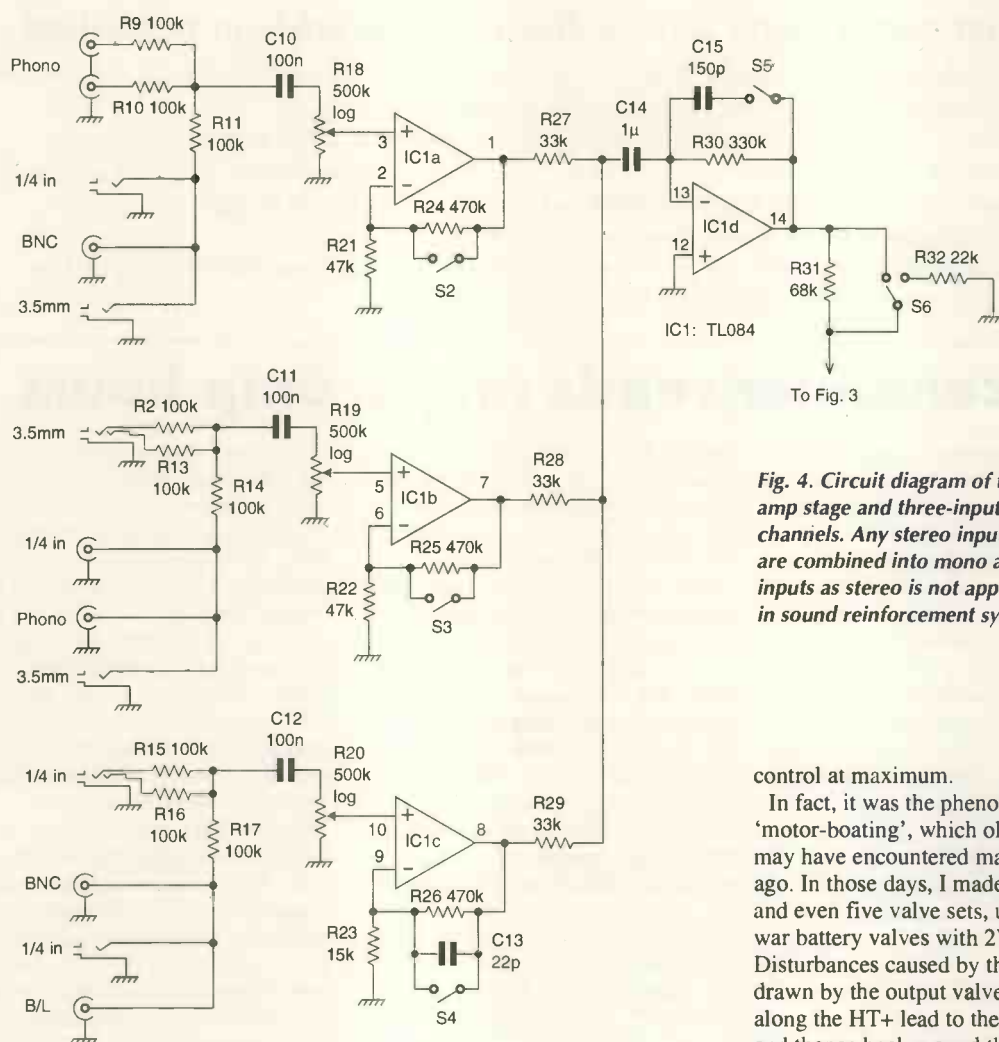 R9 100k
Phono
R10 100k
R11
100k
1/4 in
BNC
3.5mm
C10
100n
R18
500k
log
3
+
2
−
IC1a
1
R24 470k
R21
47k
S2
R27
33k
C14
1µ
C15
150p
S5
R30 330k
13
−
12
+
IC1d
14
R31
68k
R32 22k
S6
IC1: TL084
To Fig. 3
R2 100k
3.5mm
R13
100k
R14
100k
1/4 in
Phono
3.5mm
C11
100n
R19
500k
log
5
+
6
−
IC1b
7
R25 470k
R22
47k
S3
R28
33k
R15 100k
1/4 in
R16
100k
R17
100k
BNC
1/4 in
B/L
C12
100n
R20
500k
log
10
+
9
−
IC1c
8
R26 470k
C13
22p
R23
15k
S4
R29
33k
Fig. 4. Circuit diagram of
amp stage and three-input
channels. Any stereo input
are combined into mono
inputs as stereo is not
in sound reinforcement
control at maximum.
In fact, it was the
'motor-boating', which
may have encountered
ago. In those days, I made
and even five valve sets,
war battery valves with
Disturbances caused by
drawn by the output valve
along the HT+ lead to the